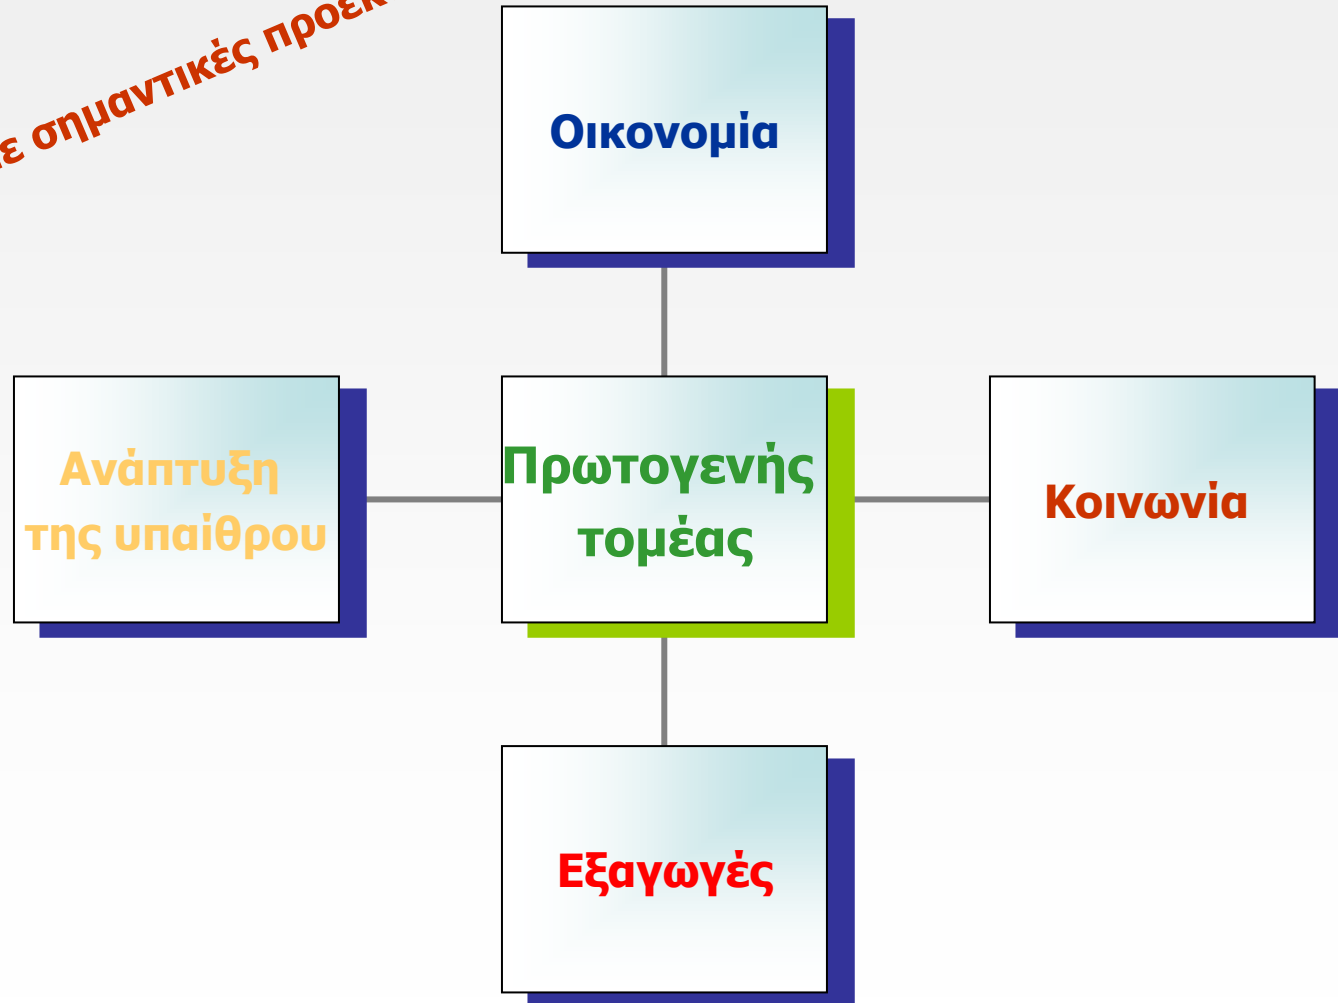 σημαντικές
Οικονομία
Ανάπτυξη
της υπαίθρου
Πρωτογενής
τομέας
Κοινωνία
Εξαγωγές